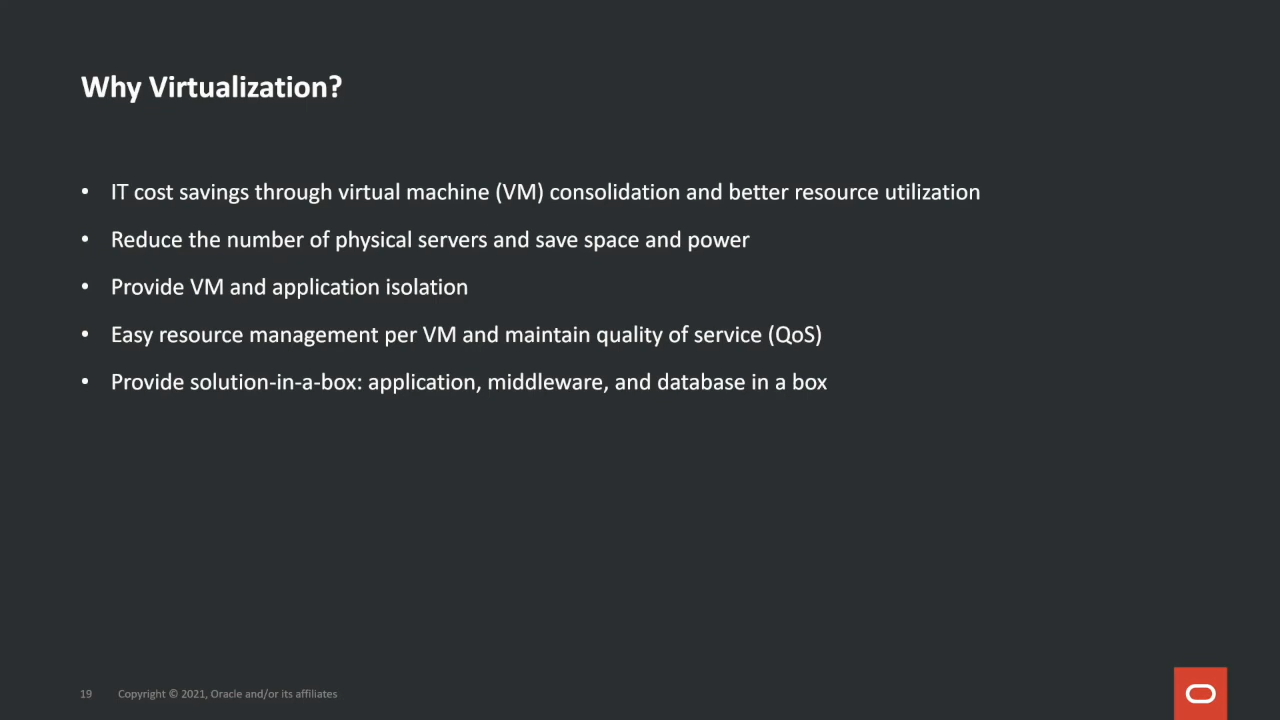 Why Virtualization?
• IT cost savings through virtual machine (VM) consolidation and better resource utilization
• Reduce the number of physical servers and save space and power
• Provide VM and application isolation
• Easy resource management per VM and maintain quality of service (QoS)
• Provide solution-in-a-box: application, middleware, and database in a box
19 Copyright © 2021, Oracle and/or its affiliates